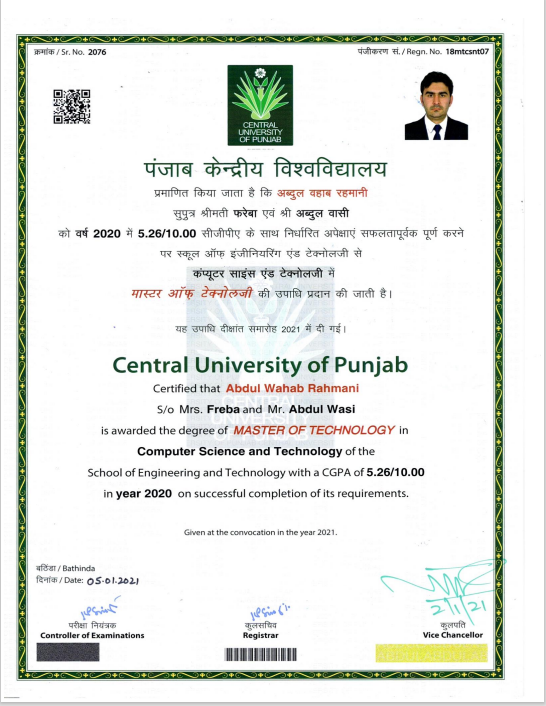 क्रमांक / Sr. No. 2076
पंजीकरण सं. / Regn. No. 18mtcsnt07
CENTRAL
UNIVERSITY
OF PUNJAB
पंजाब केन्द्रीय विश्वविद्यालय
प्रमाणित किया जाता है कि अब्दुल वहाब रहमानी
सुपुत्र श्रीमती फरेबा एवं श्री अब्दुल वासी
को वर्ष 2020 में 5.26/10.00 सीजीपीए के साथ निर्धारित अपेक्षाएं सफलतापूर्वक पूर्ण करने
पर स्कूल ऑफ इंजीनियरिंग एंड टेक्नोलजी से
कंप्यूटर साइंस एंड टेक्नोलजी में
मास्टर ऑफ् टेक्नोलॅजी की उपाधि प्रदान की जाती है।
यह उपाधि दीक्षांत समारोह 2021 में दी गई।
Central University of Punjab
Certified that Abdul Wahab Rahmani
S/o Mrs. Freba and Mr. Abdul Wasi
is awarded the degree of MASTER OF TECHNOLOGY in
Computer Science and Technology of the
School of Engineering and Technology with a CGPA of 5.26/10.00
in year 2020 on successful completion of its requirements.
CENTRAL
UNIVERSITY
OF PUNJAB
Given at the convocation in the year 2021.
बठिंडा / Bathinda
दिनांक / Date: 05.01.2021
2/1/21
परीक्षा नियंत्रक
Controller of Examinations
कुलसचिव
Registrar
कुलपति
Vice Chancellor